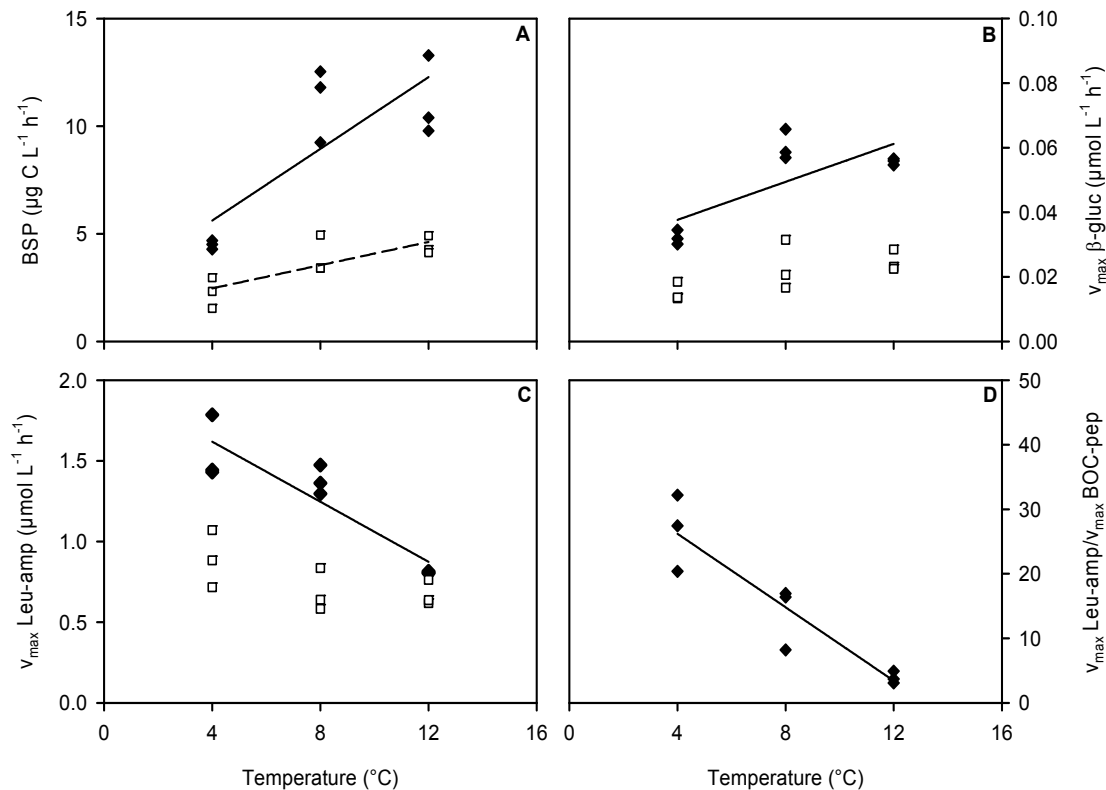 A
BSP (µg C L⁻¹ h⁻¹)
15
10
5
0
B
v_max β-gluc (µmol L⁻¹ h⁻¹)
0.10
0.08
0.06
0.04
0.02
0.00
C
v_max Leu-amp (µmol L⁻¹ h⁻¹)
2.0
1.5
1.0
0.5
0.0
0 4 8 12 16
Temperature (°C)
D
v_max Leu-amp/v_max BOC-pep
50
40
30
20
10
0
0 4 8 12 16
Temperature (°C)